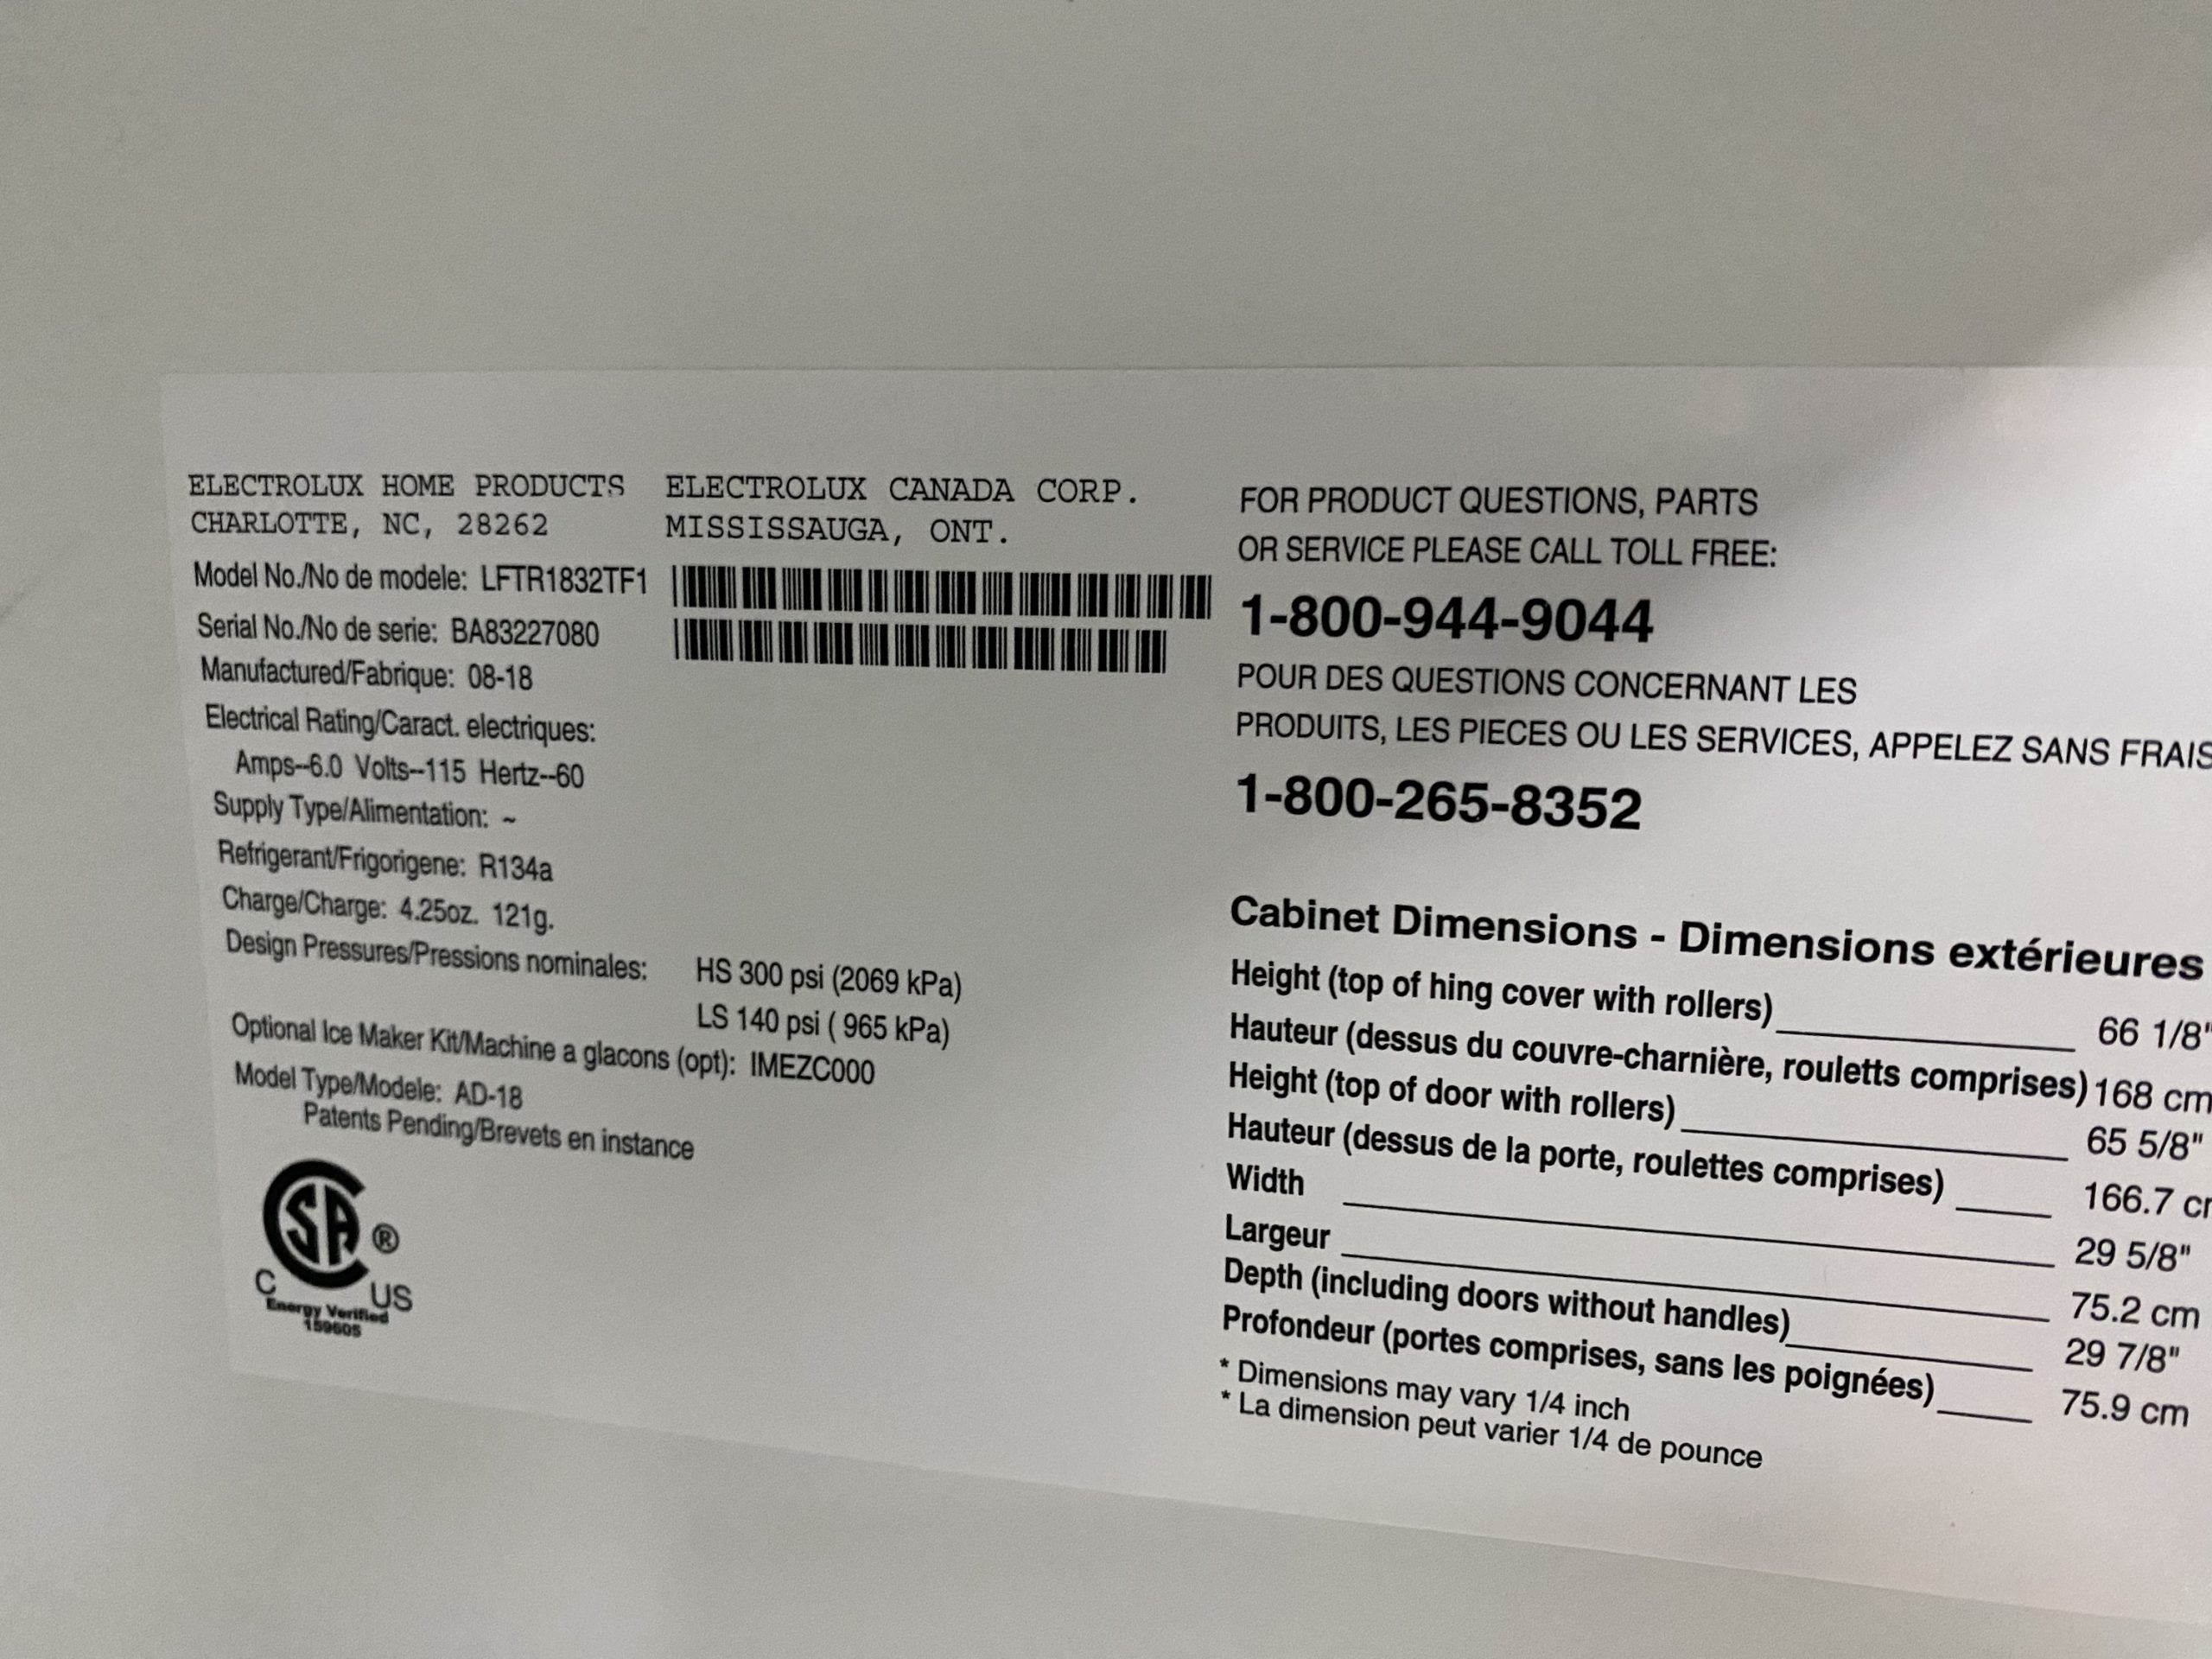 ELECTROLUX HOME PRODUCTS
CHARLOTTE, NC, 28262
ELECTROLUX CANADA CORP.
MISSISSAUGA, ONT.
Model No./No de modele: LFTR1832TF1
Serial No./No de serie: BA83227080
Manufactured/Fabrique: 08-18
Electrical Rating/Caract. electriques:
Amps--6.0 Volts--115 Hertz--60
Supply Type/Alimentation: ~
Refrigerant/Frigorigene: R134a
Charge/Charge: 4.25oz. 121g.
Design Pressures/Pressions nominales: HS 300 psi (2069 kPa)
LS 140 psi ( 965 kPa)
Optional Ice Maker Kit/Machine a glacons (opt): IMEZC000
Model Type/Modele: AD-18
Patents Pending/Brevets en instance
SA ®
C US
Energy Verified
159605
FOR PRODUCT QUESTIONS, PARTS
OR SERVICE PLEASE CALL TOLL FREE:
1-800-944-9044
POUR DES QUESTIONS CONCERNANT LES
PRODUITS, LES PIECES OU LES SERVICES, APPELEZ SANS FRAIS
1-800-265-8352
Cabinet Dimensions - Dimensions extérieures
Height (top of hing cover with rollers) 66 1/8"
Hauteur (dessus du couvre-charnière, rouletts comprises) 168 cm
Height (top of door with rollers) 65 5/8"
Hauteur (dessus de la porte, roulettes comprises) 166.7 cm
Width 29 5/8"
Largeur 75.2 cm
Depth (including doors without handles) 29 7/8"
Profondeur (portes comprises, sans les poignées) 75.9 cm
* Dimensions may vary 1/4 inch
* La dimension peut varier 1/4 de pounce